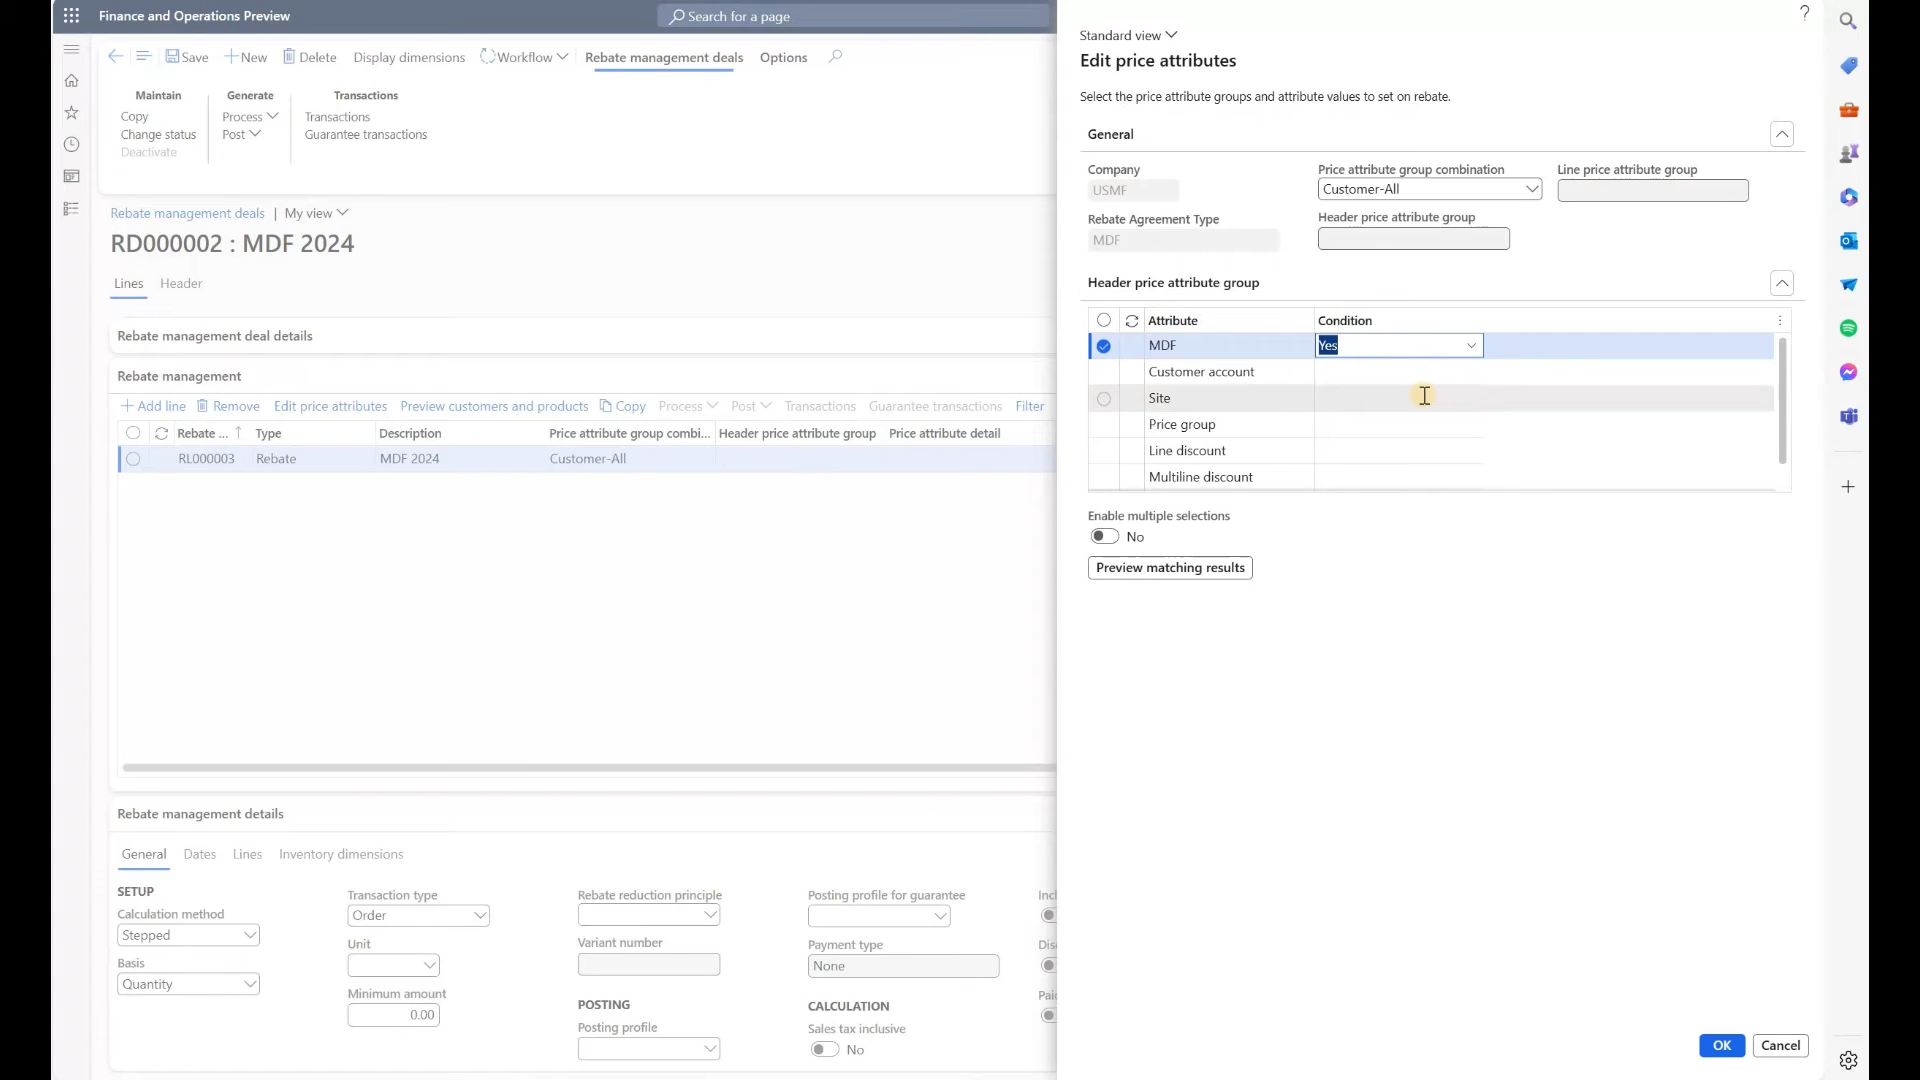 Finance and Operations Preview
Search for a page
Save
New
Delete
Display dimensions
Workflow
Rebate management deals
Options
Maintain
Copy
Change status
Deactivate
Generate
Process
Post
Transactions
Transactions
Guarantee transactions
Rebate management deals | My view
RD000002 : MDF 2024
Lines
Header
Rebate management deal details
Rebate management
Add line
Remove
Edit price attributes
Preview customers and products
Copy
Process
Post
Transactions
Guarantee transactions
Filter
Rebate ... Type Description Price attribute group combi... Header price attribute group Price attribute detail
RL000003 Rebate MDF 2024 Customer-All
Rebate management details
General
Dates
Lines
Inventory dimensions
SETUP
Calculation method
Stepped
Basis
Quantity
Transaction type
Order
Unit
Minimum amount
0.00
Rebate reduction principle
Variant number
POSTING
Posting profile
Posting profile for guarantee
Payment type
None
CALCULATION
Sales tax inclusive
No
Incl
Dis
Paic
?
Standard view
Edit price attributes
Select the price attribute groups and attribute values to set on rebate.
General
Company
USMF
Rebate Agreement Type
MDF
Price attribute group combination
Customer-All
Header price attribute group
Line price attribute group
Header price attribute group
Attribute Condition
MDF Yes
Customer account
Site
Price group
Line discount
Multiline discount
Enable multiple selections
No
Preview matching results
OK
Cancel